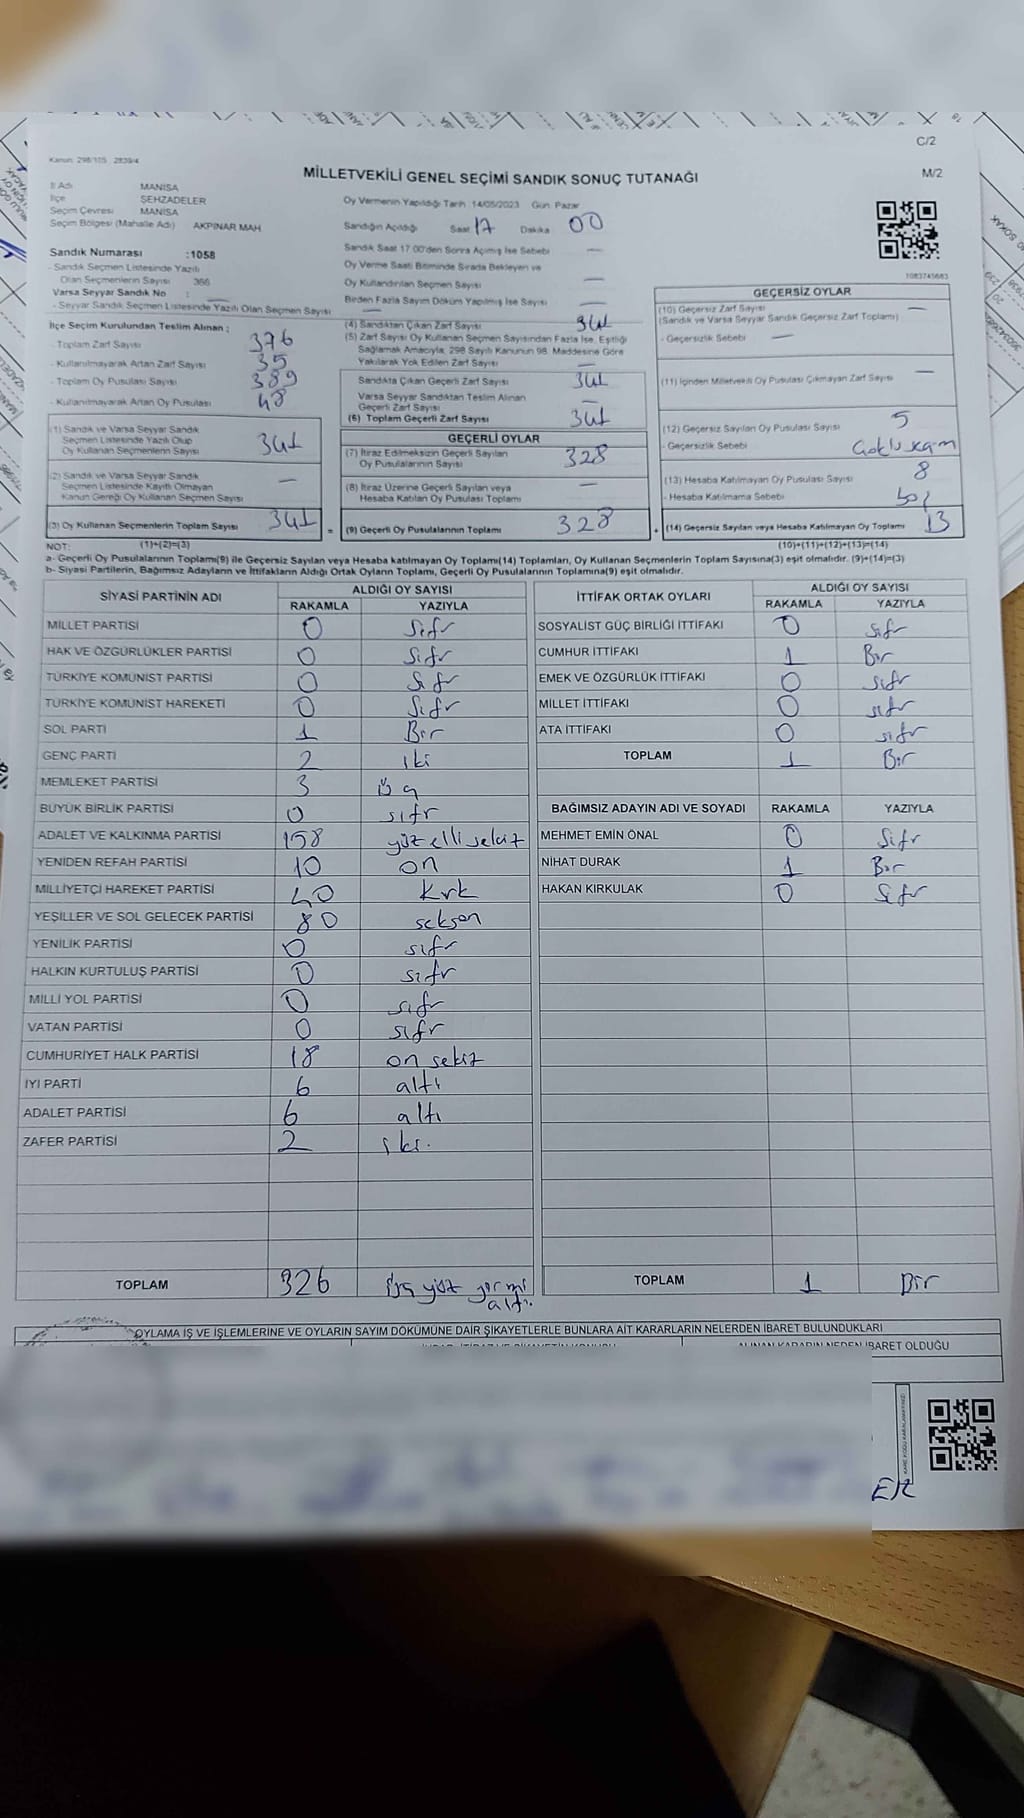 C/2
Kanun: 298/105 2839/4
MİLLETVEKİLİ GENEL SEÇİMİ SANDIK SONUÇ TUTANAĞI
M/2
İl Adı MANİSA
İlçe ŞEHZADELER
Seçim Çevresi MANİSA
Seçim Bölgesi (Mahalle Adı) AKPINAR MAH
Oy Vermenin Yapıldığı Tarih 14/05/2023 Gün Pazar
Sandığın Açıldığı Saat 17 Dakika 00
Sandık Saat 17.00'den Sonra Açılmış İse Sebebi —
Oy Verme Saati Bitiminde Sırada Bekleyen ve
Oy Kullandırılan Seçmen Sayısı —
Birden Fazla Sayım Döküm Yapılmış İse Sayısı —
1083745683
Sandık Numarası :1058
- Sandık Seçmen Listesinde Yazılı
Olan Seçmenlerin Sayısı 366
Varsa Seyyar Sandık No :
- Seyyar Sandık Seçmen Listesinde Yazılı Olan Seçmen Sayısı —
İlçe Seçim Kurulundan Teslim Alınan ;
- Toplam Zarf Sayısı 376
- Kullanılmayarak Artan Zarf Sayısı 35
- Toplam Oy Pusulası Sayısı 389
- Kullanılmayarak Artan Oy Pusulası 48
(1) Sandık ve Varsa Seyyar Sandık
Seçmen Listesinde Yazılı Olup
Oy Kullanan Seçmenlerin Sayısı 341
(2) Sandık ve Varsa Seyyar Sandık
Seçmen Listesinde Kayıtlı Olmayan
Kanun Gereği Oy Kullanan Seçmen Sayısı —
(3) Oy Kullanan Seçmenlerin Toplam Sayısı 341
(4) Sandıktan Çıkan Zarf Sayısı 341
(5) Zarf Sayısı Oy Kullanan Seçmen Sayısından Fazla İse, Eşitliği
Sağlamak Amacıyla, 298 Sayılı Kanunun 98. Maddesine Göre
Yakılarak Yok Edilen Zarf Sayısı —
Sandıkta Çıkan Geçerli Zarf Sayısı 341
Varsa Seyyar Sandıktan Teslim Alınan
Geçerli Zarf Sayısı
(6) Toplam Geçerli Zarf Sayısı 341
GEÇERLİ OYLAR
(7) İtiraz Edilmeksizin Geçerli Sayılan
Oy Pusulalarının Sayısı 328
(8) İtiraz Üzerine Geçerli Sayılan veya
Hesaba Katılan Oy Pusulası Toplamı —
= (9) Geçerli Oy Pusulalarının Toplamı 328
GEÇERSİZ OYLAR
(10) Geçersiz Zarf Sayısı
(Sandık ve Varsa Seyyar Sandık Geçersiz Zarf Toplamı) —
- Geçersizlik Sebebi —
(11) İçinden Milletvekili Oy Pusulası Çıkmayan Zarf Sayısı —
(12) Geçersiz Sayılan Oy Pusulası Sayısı 5
- Geçersizlik Sebebi
(13) Hesaba Katılmayan Oy Pusulası Sayısı 8
- Hesaba Katılmama Sebebi boş
+ (14) Geçersiz Sayılan veya Hesaba Katılmayan Oy Toplamı 13
NOT: (1)+(2)=(3) (10)+(11)+(12)+(13)=(14)
a- Geçerli Oy Pusulalarının Toplamı(9) ile Geçersiz Sayılan veya Hesaba katılmayan Oy Toplamı(14) Toplamları, Oy Kullanan Seçmenlerin Toplam Sayısına(3) eşit olmalıdır. (9)+(14)=(3)
b- Siyasi Partilerin, Bağımsız Adayların ve İttifakların Aldığı Ortak Oyların Toplamı, Geçerli Oy Pusulalarının Toplamına(9) eşit olmalıdır.
SİYASİ PARTİNİN ADI ALDIĞI OY SAYISI
RAKAMLA YAZIYLA
MİLLET PARTİSİ 0 Sıfr
HAK VE ÖZGÜRLÜKLER PARTİSİ 0 Sıfr
TÜRKİYE KOMÜNİST PARTİSİ 0 Sıfr
TÜRKİYE KOMÜNİST HAREKETİ 0 Sıfr
SOL PARTİ 1 Bir
GENÇ PARTİ 2 iki
MEMLEKET PARTİSİ 3 üç
BÜYÜK BİRLİK PARTİSİ 0 sıfr
ADALET VE KALKINMA PARTİSİ 158 yüz elli sekiz
YENİDEN REFAH PARTİSİ 10 on
MİLLİYETÇİ HAREKET PARTİSİ 40 Kırk
YEŞİLLER VE SOL GELECEK PARTİSİ 80 seksen
YENİLİK PARTİSİ 0 sıfr
HALKIN KURTULUŞ PARTİSİ 0 sıfr
MİLLİ YOL PARTİSİ 0 sıfr
VATAN PARTİSİ 0 sıfr
CUMHURİYET HALK PARTİSİ 18 on sekiz
İYİ PARTİ 6 altı
ADALET PARTİSİ 6 altı
ZAFER PARTİSİ 2 iki.
TOPLAM 326 üç yüz yirmi altı.
İTTİFAK ORTAK OYLARI ALDIĞI OY SAYISI
RAKAMLA YAZIYLA
SOSYALİST GÜÇ BİRLİĞİ İTTİFAKI 0 sıfr
CUMHUR İTTİFAKI 1 Bir
EMEK VE ÖZGÜRLÜK İTTİFAKI 0 sıfr
MİLLET İTTİFAKI 0 sıfr
ATA İTTİFAKI 0 sıfr
TOPLAM 1 Bir
BAĞIMSIZ ADAYIN ADI VE SOYADI RAKAMLA YAZIYLA
MEHMET EMİN ÖNAL 0 Sıfr
NİHAT DURAK 1 Bir
HAKAN KIRKULAK 0 Sıfr
TOPLAM 1 Bir
OYLAMA İŞ VE İŞLEMLERİNE VE OYLARIN SAYIM DÖKÜMÜNE DAİR ŞİKAYETLERLE BUNLARA AİT KARARLARIN NELERDEN İBARET BULUNDUKLARI
ALINAN KARARIN NEDEN İBARET OLDUĞU
ER